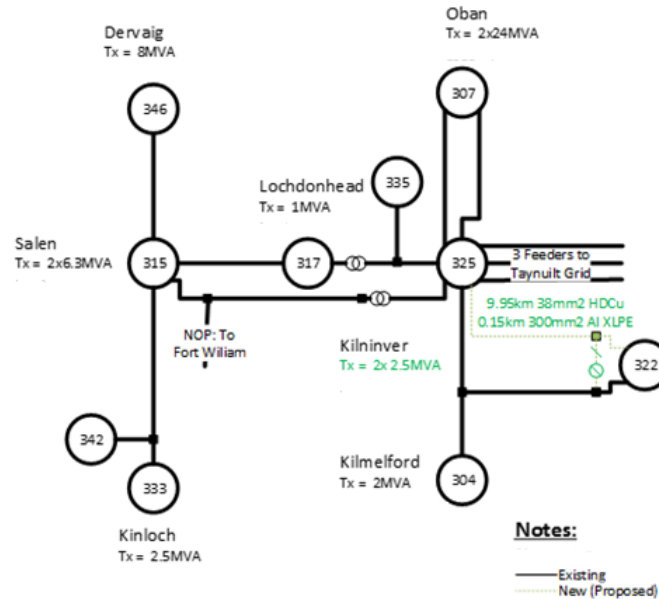 Oban
Tx = 2x24MVA
Dervaig
Tx = 8MVA
346
307
Lochdonhead
Tx = 1MVA
335
Salen
Tx = 2x6.3MVA
315
317
325
3 Feeders to
Taynuilt Grid
NOP: To
Fort Wiliam
9.95km 38mm2 HDCu
0.15km 300mm2 Al XLPE
Kilninver
Tx = 2x 2.5MVA
322
342
333
Kinloch
Tx = 2.5MVA
Kilmelford
Tx = 2MVA
304
Notes:
Existing
New (Proposed)